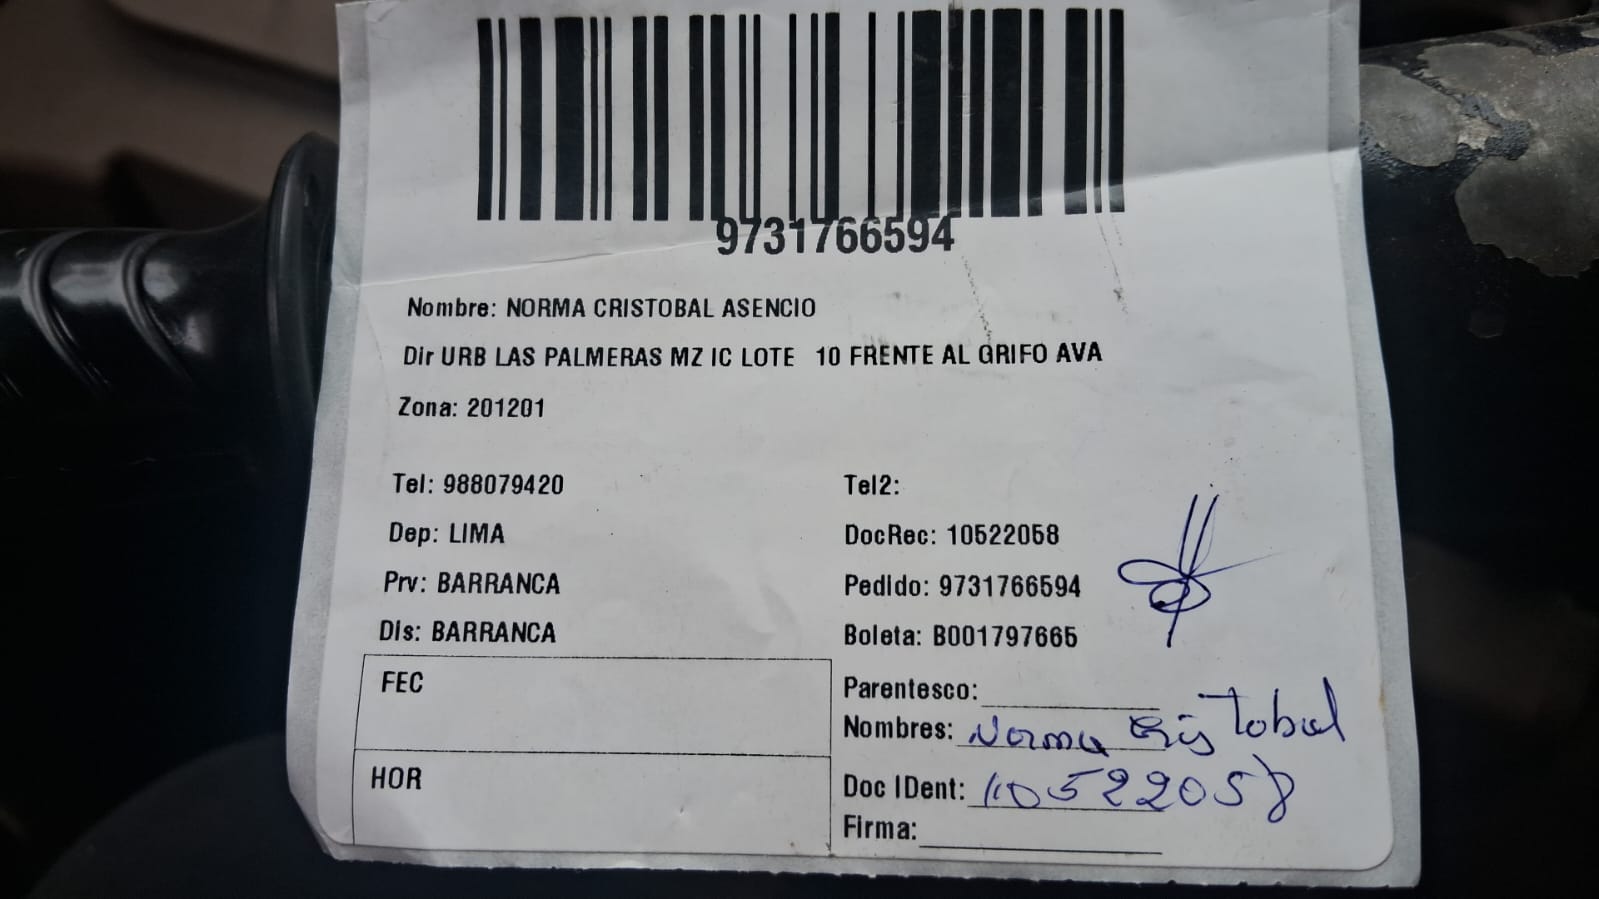 9731766594
Nombre: NORMA CRISTOBAL ASENCIO
Dir URB LAS PALMERAS MZ IC LOTE 10 FRENTE AL GRIFO AVA
Zona: 201201
Tel: 988079420
Tel2:
Dep: LIMA
DocRec: 10522058
Prv: BARRANCA
Pedido: 9731766594
Dis: BARRANCA
Boleta: B001797665
FEC
Parentesco:
Nombres: Norma Cristobal
HOR
Doc IDent: 10522058
Firma: